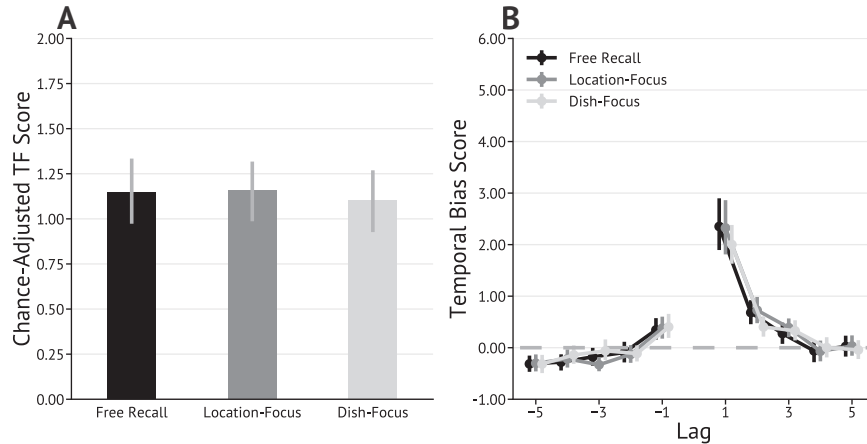 A
Chance-Adjusted TF Score
2.00
1.75
1.50
1.25
1.00
0.75
0.50
0.25
0.00
Free Recall
Location-Focus
Dish-Focus
B
Temporal Bias Score
6.00
5.00
4.00
3.00
2.00
1.00
0.00
-1.00
Free Recall
Location-Focus
Dish-Focus
−5
−3
−1
1
3
5
Lag